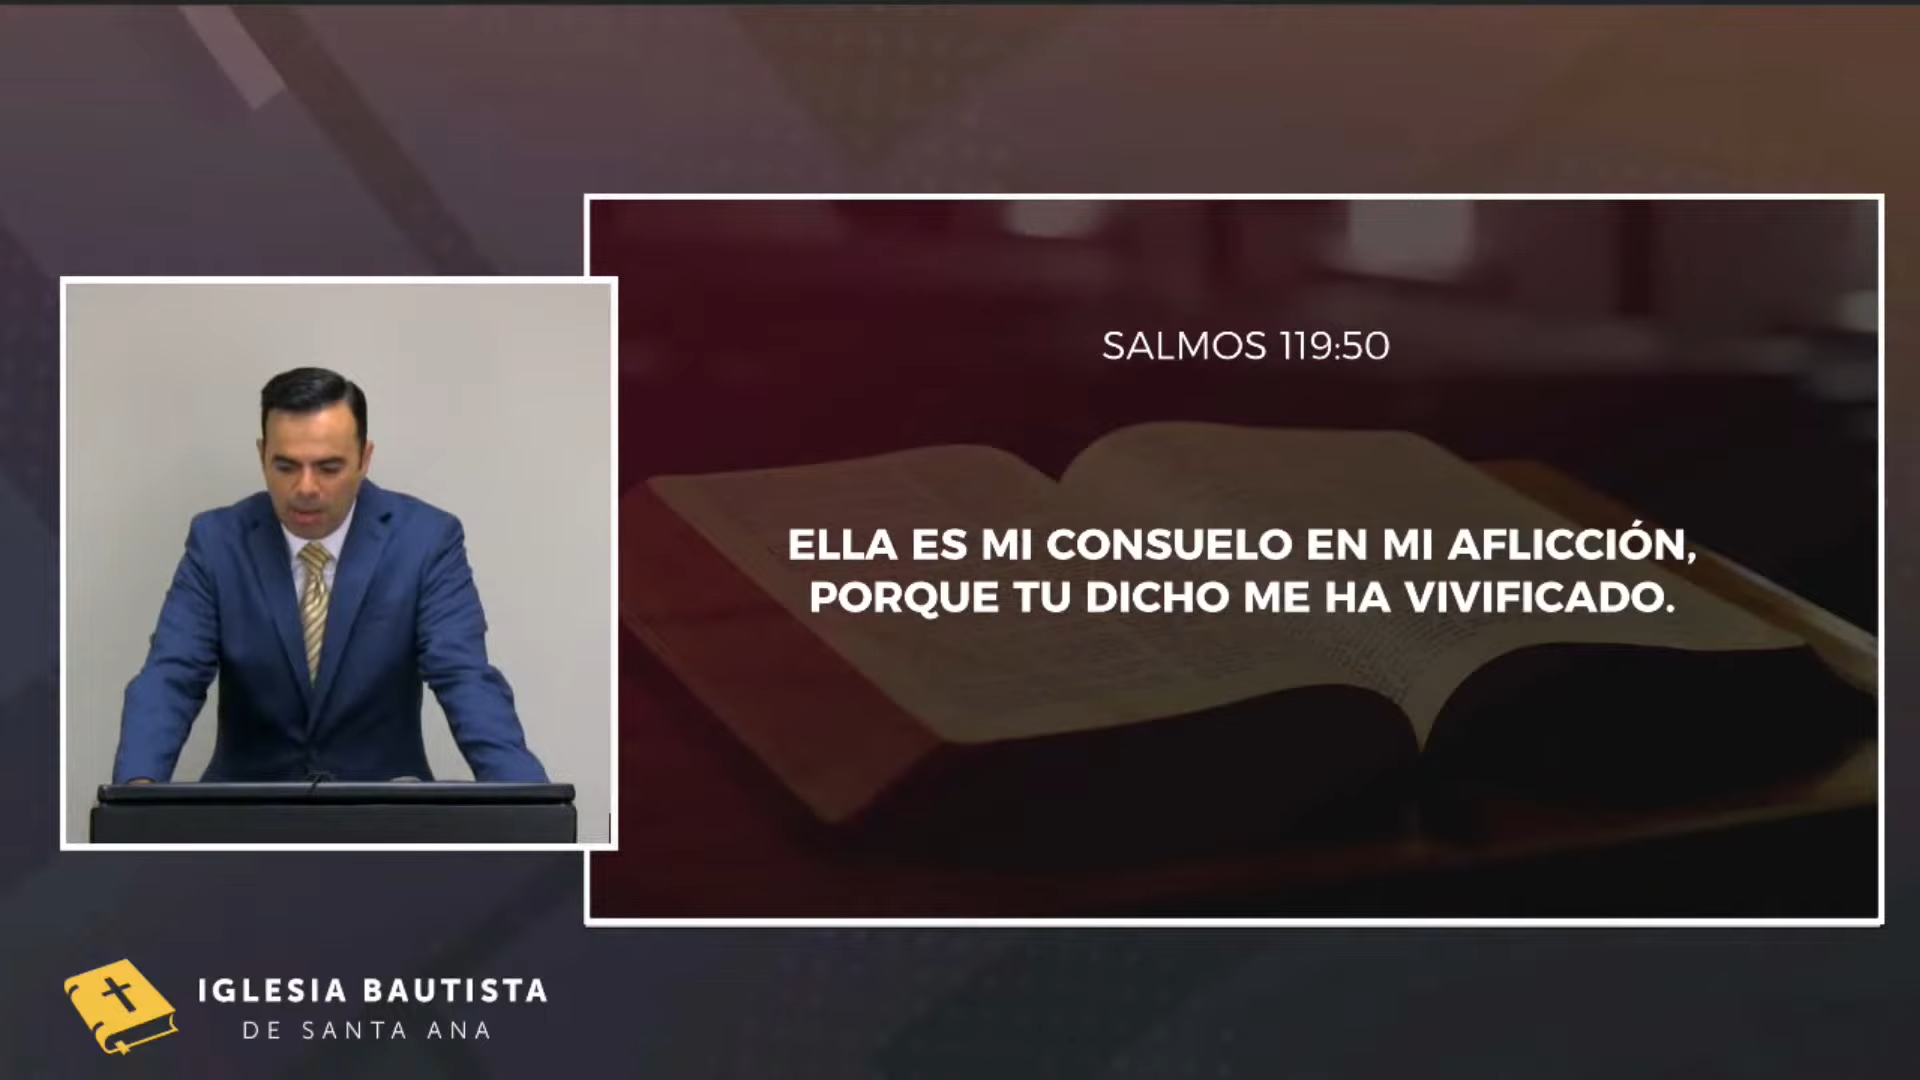 SALMOS 119:50
ELLA ES MI CONSUELO EN MI AFLICCIÓN,
PORQUE TU DICHO ME HA VIVIFICADO.
IGLESIA BAUTISTA
DE SANTA ANA